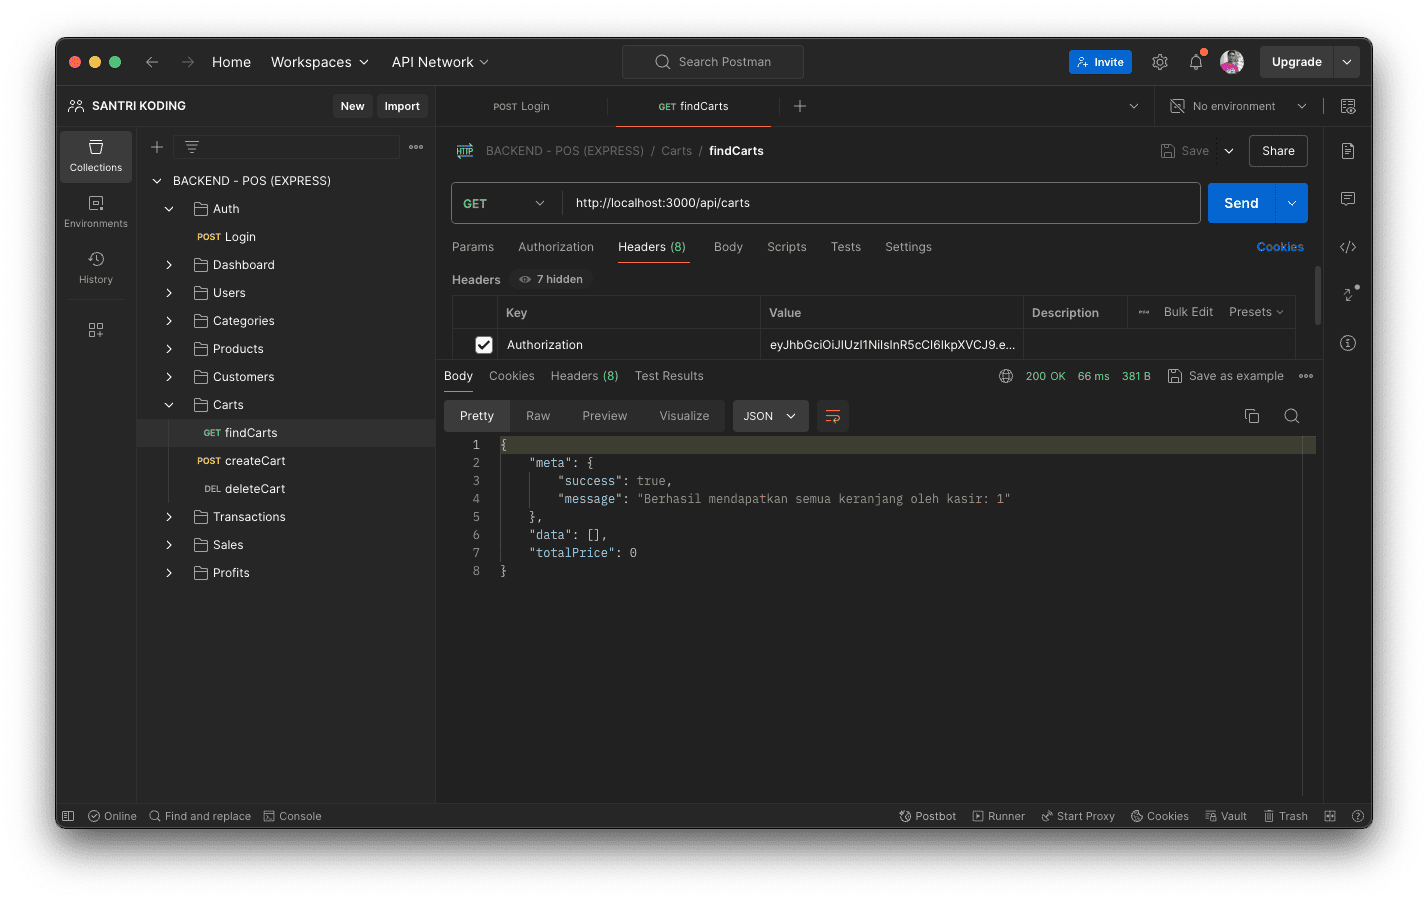 Home
Workspaces
API Network
Search Postman
Invite
Upgrade
SANTRI KODING
New
Import
POST Login
GET findCarts
No environment
Collections
Environments
History
BACKEND - POS (EXPRESS)
Auth
POST Login
Dashboard
Users
Categories
Products
Customers
Carts
GET findCarts
POST createCart
DEL deleteCart
Transactions
Sales
Profits
HTTP BACKEND - POS (EXPRESS) / Carts / findCarts
Save
Share
GET http://localhost:3000/api/carts
Send
Params Authorization Headers (8) Body Scripts Tests Settings
Cookies
Headers 7 hidden
Key Value Description Bulk Edit Presets
Authorization eyJhbGciOiJIUzI1NiIsInR5cCI6IkpXVCJ9.e...
Body Cookies Headers (8) Test Results
200 OK 66 ms 381 B Save as example
Pretty Raw Preview Visualize JSON
1 {
2 "meta": {
3 "success": true,
4 "message": "Berhasil mendapatkan semua keranjang oleh kasir: 1"
5 },
6 "data": [],
7 "totalPrice": 0
8 }
Online Find and replace Console
Postbot Runner Start Proxy Cookies Vault Trash